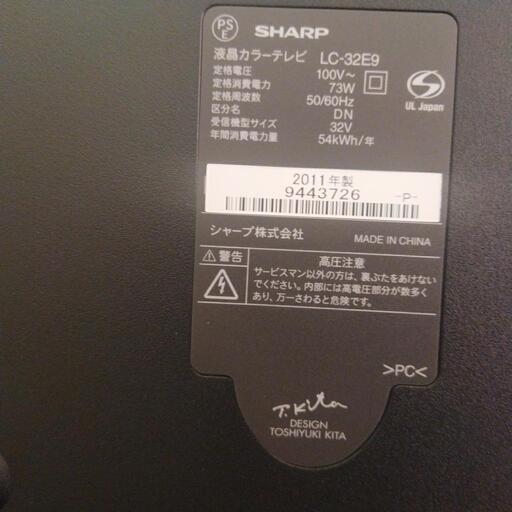 PS E
SHARP
液晶カラーテレビ LC-32E9
定格電圧 100V～
定格消費電力 73W
定格周波数 50/60Hz
区分名 DN
受信機型サイズ 32V
年間消費電力量 54kWh/年
UL Japan
2011年製
9443726 -P-
シャープ株式会社 MADE IN CHINA
⚠警告 高圧注意
サービスマン以外の方は、裏ぶたをあけない
でください。内部には高電圧部分が数多く
あり、万一さわると危険です。
>PC<
T.Kita
DESIGN
TOSHIYUKI KITA